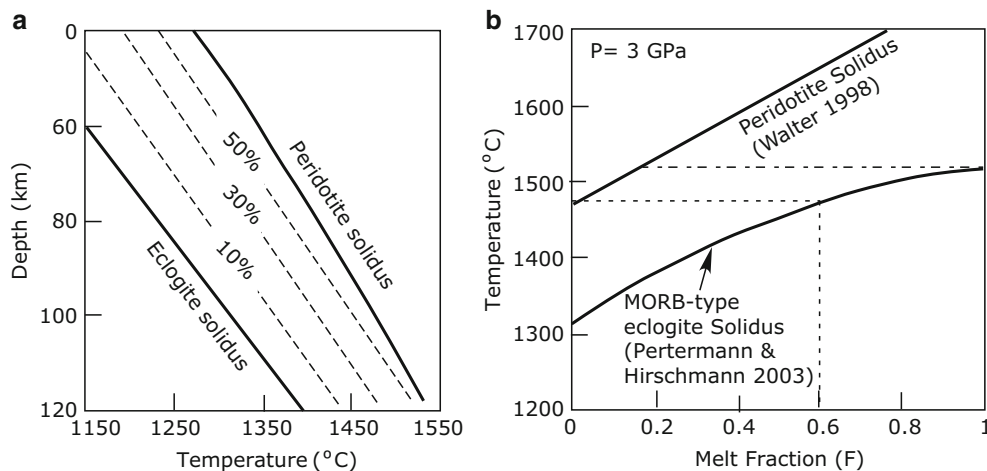 a
0
60
80
100
120
Depth (km)
1150
1250
1350
1450
1550
Temperature (°C)
Eclogite solidus
10%
30%
50%
Peridotite solidus
b
1700
1600
1500
1400
1300
1200
Temperature (°C)
P= 3 GPa
Peridotite Solidus
(Walter 1998)
MORB-type
eclogite Solidus
(Pertermann &
Hirschmann 2003)
0
0.2
0.4
0.6
0.8
1
Melt Fraction (F)